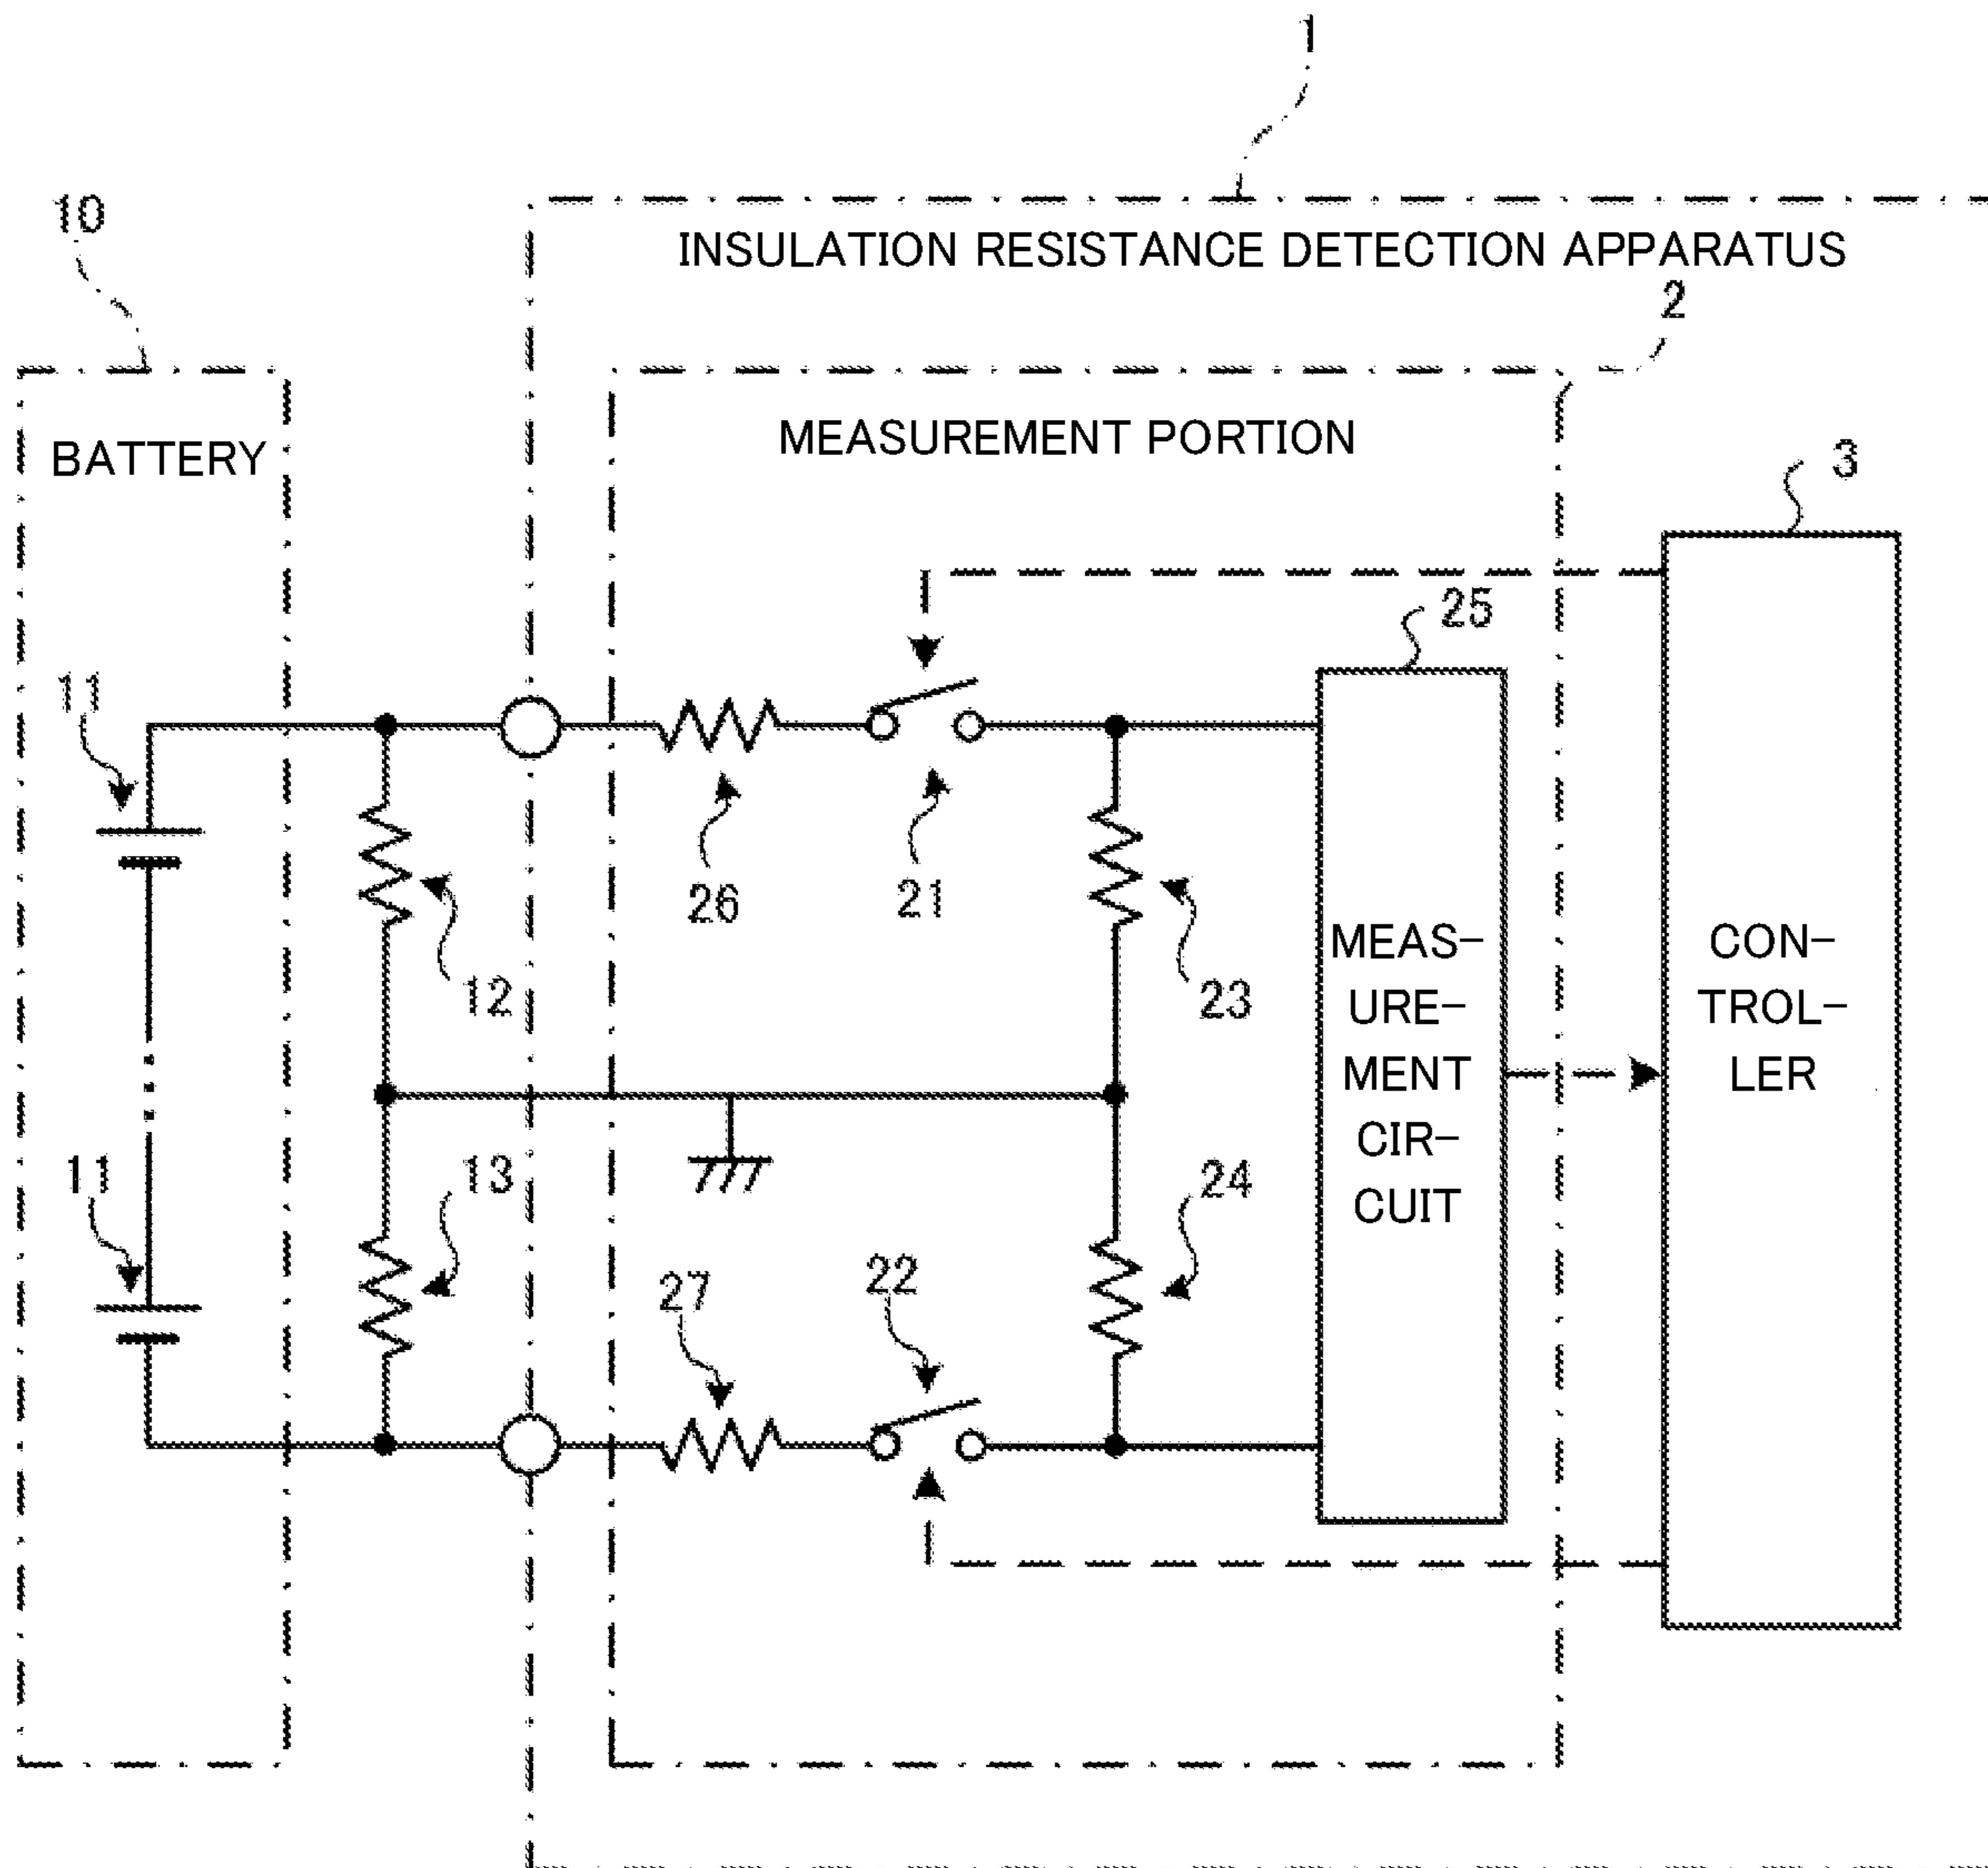 1
10
INSULATION RESISTANCE DETECTION APPARATUS
2
BATTERY
MEASUREMENT PORTION
3
25
11
26
21
12
23
MEAS-
URE-
MENT
CIR-
CUIT
CON-
TROL-
LER
11
13
24
27
22